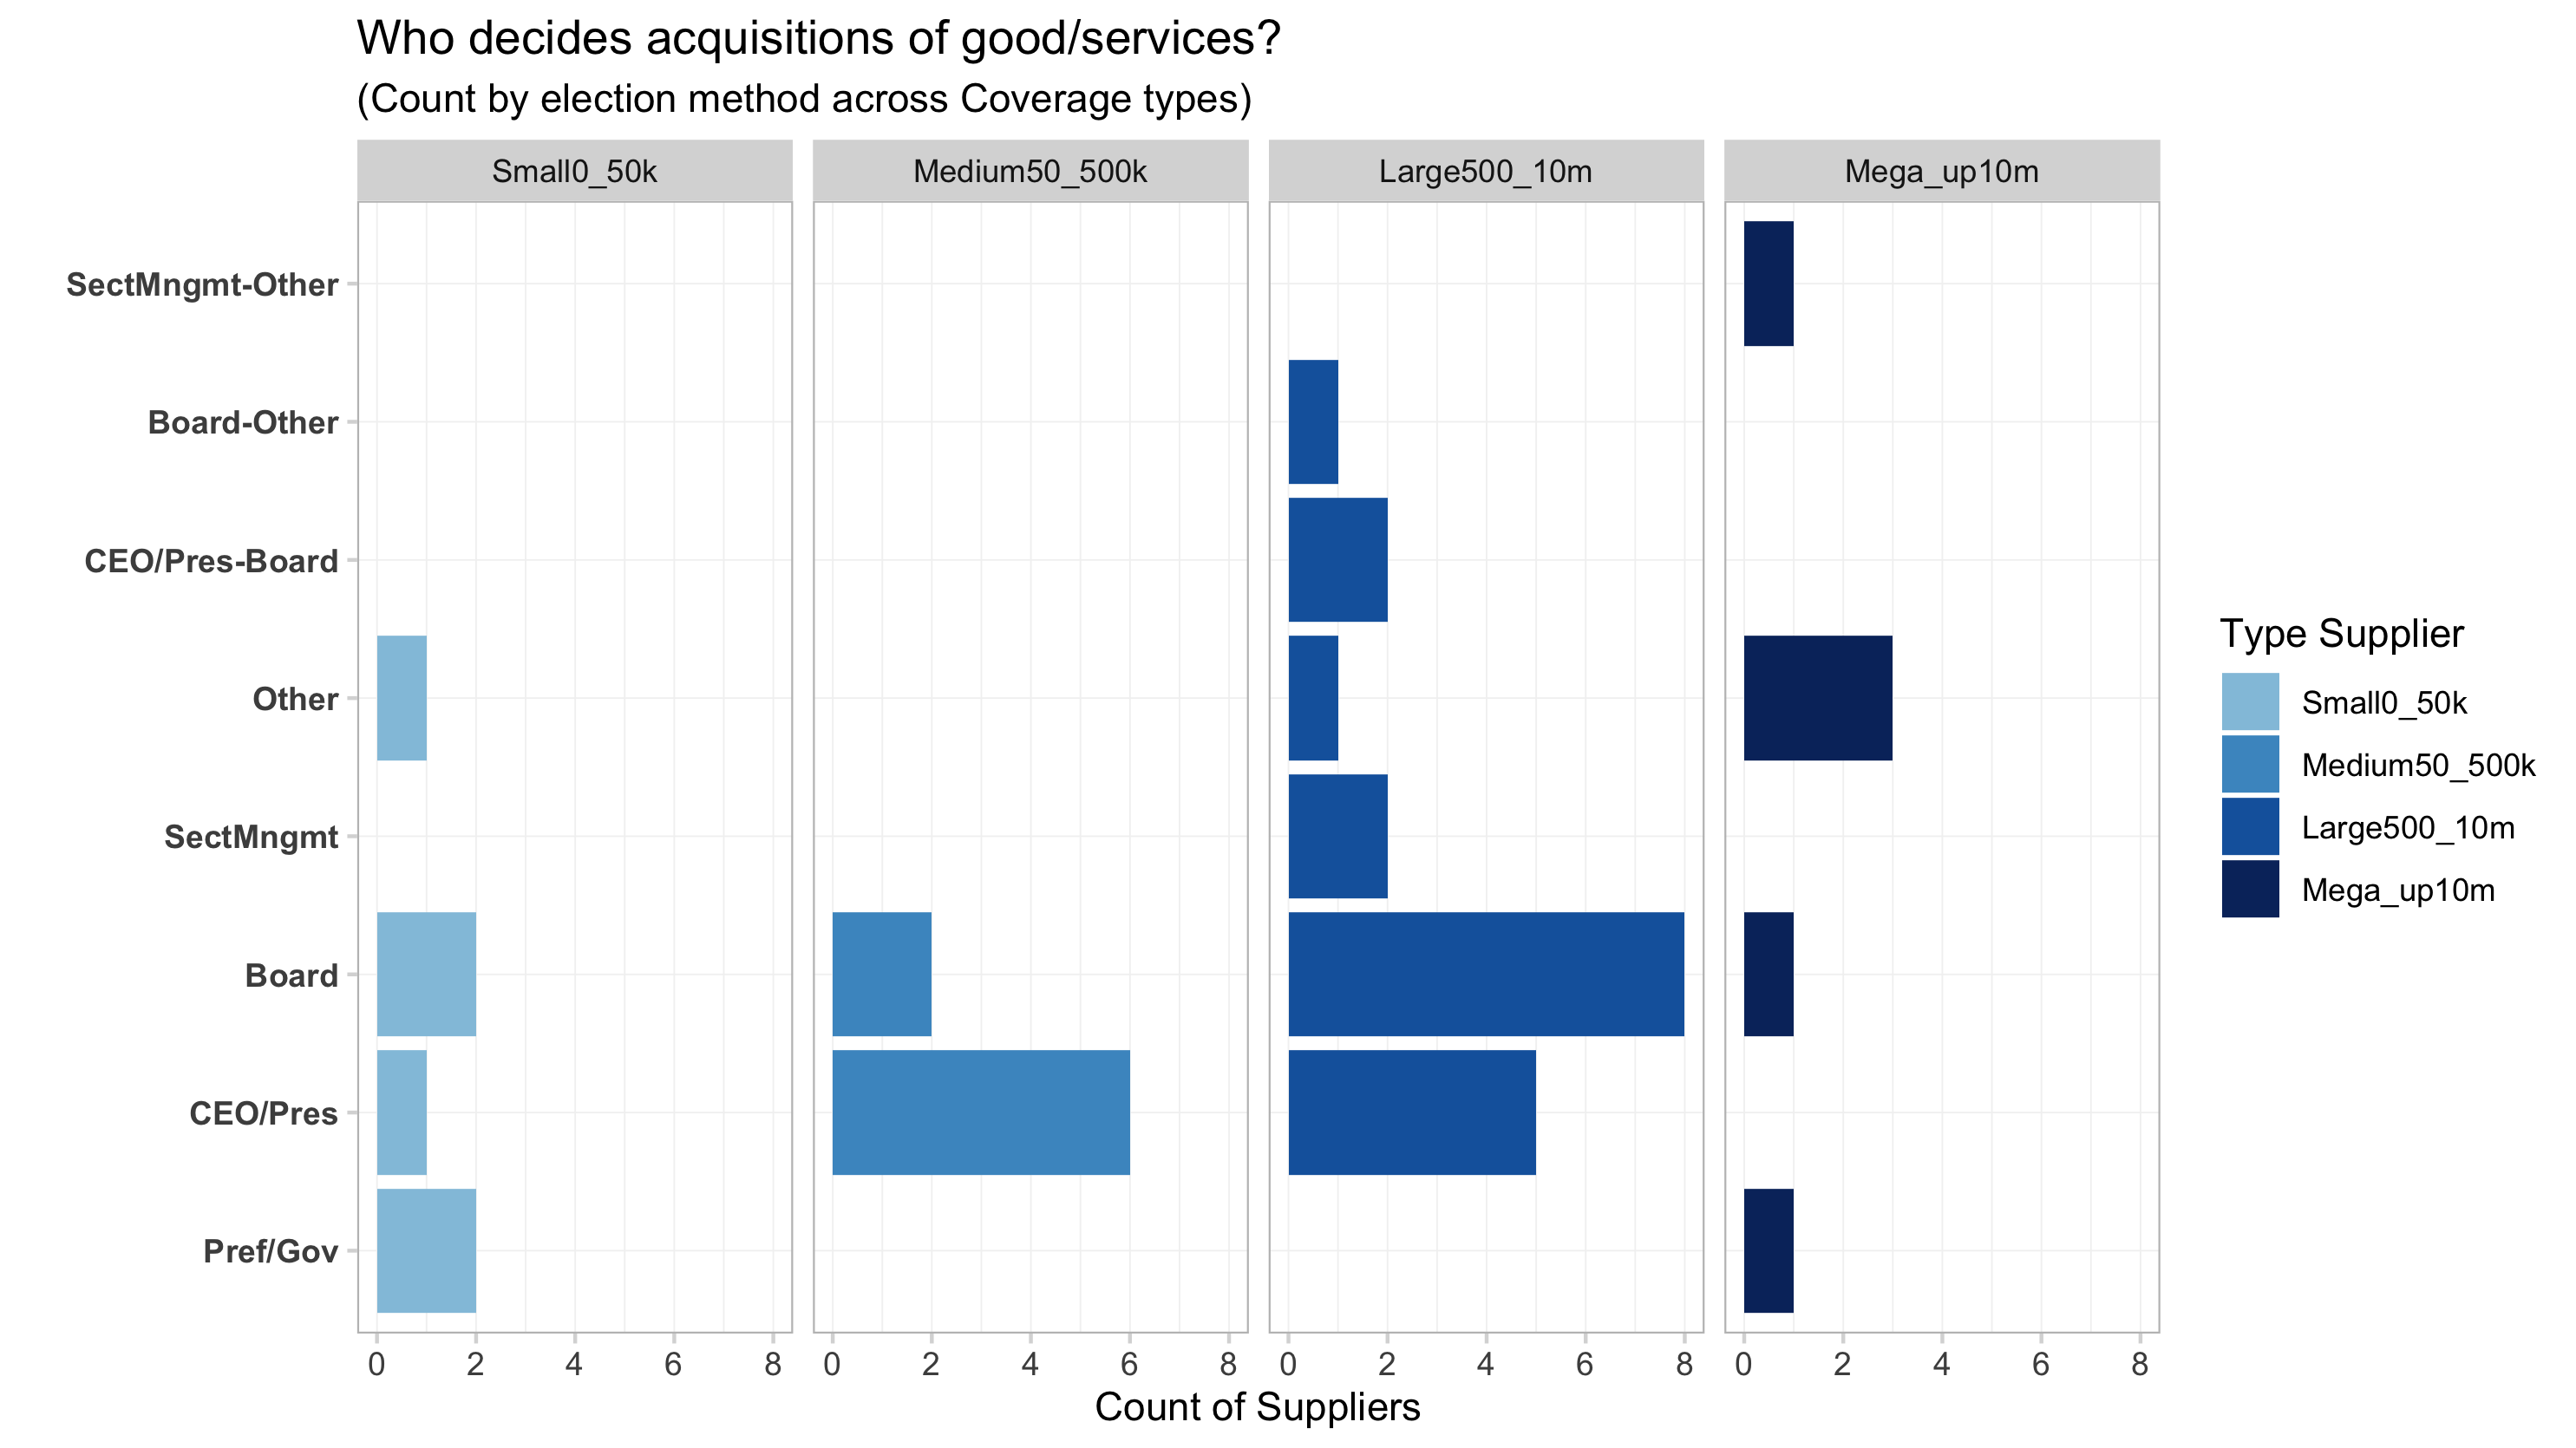 Who decides acquisitions of good/services?
(Count by election method across Coverage types)
Small0_50k
Medium50_500k
Large500_10m
Mega_up10m
SectMngmt-Other
Board-Other
CEO/Pres-Board
Other
SectMngmt
Board
CEO/Pres
Pref/Gov
0 2 4 6 8
0 2 4 6 8
0 2 4 6 8
0 2 4 6 8
Count of Suppliers
Type Supplier
Small0_50k
Medium50_500k
Large500_10m
Mega_up10m